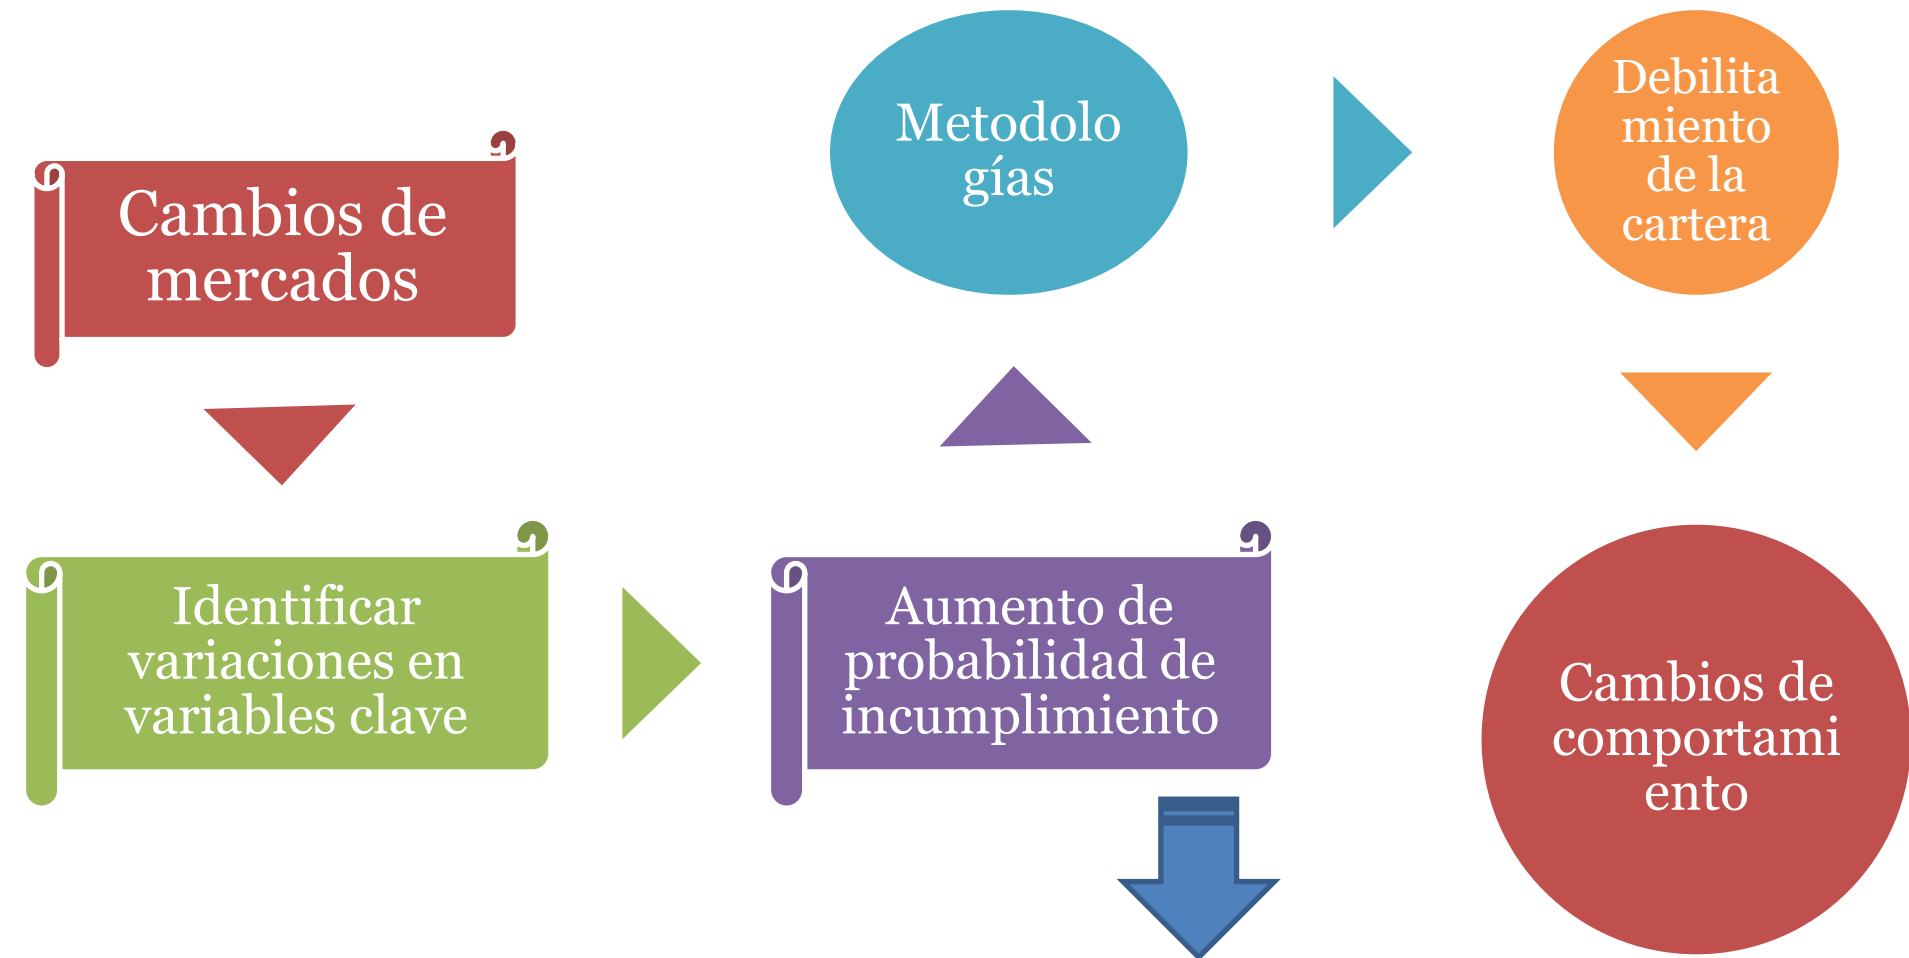 Cambios de
mercados
Identificar
variaciones en
variables clave
Aumento de
probabilidad de
incumplimiento
Metodolo
gías
Debilita
miento
de la
cartera
Cambios de
comportami
ento